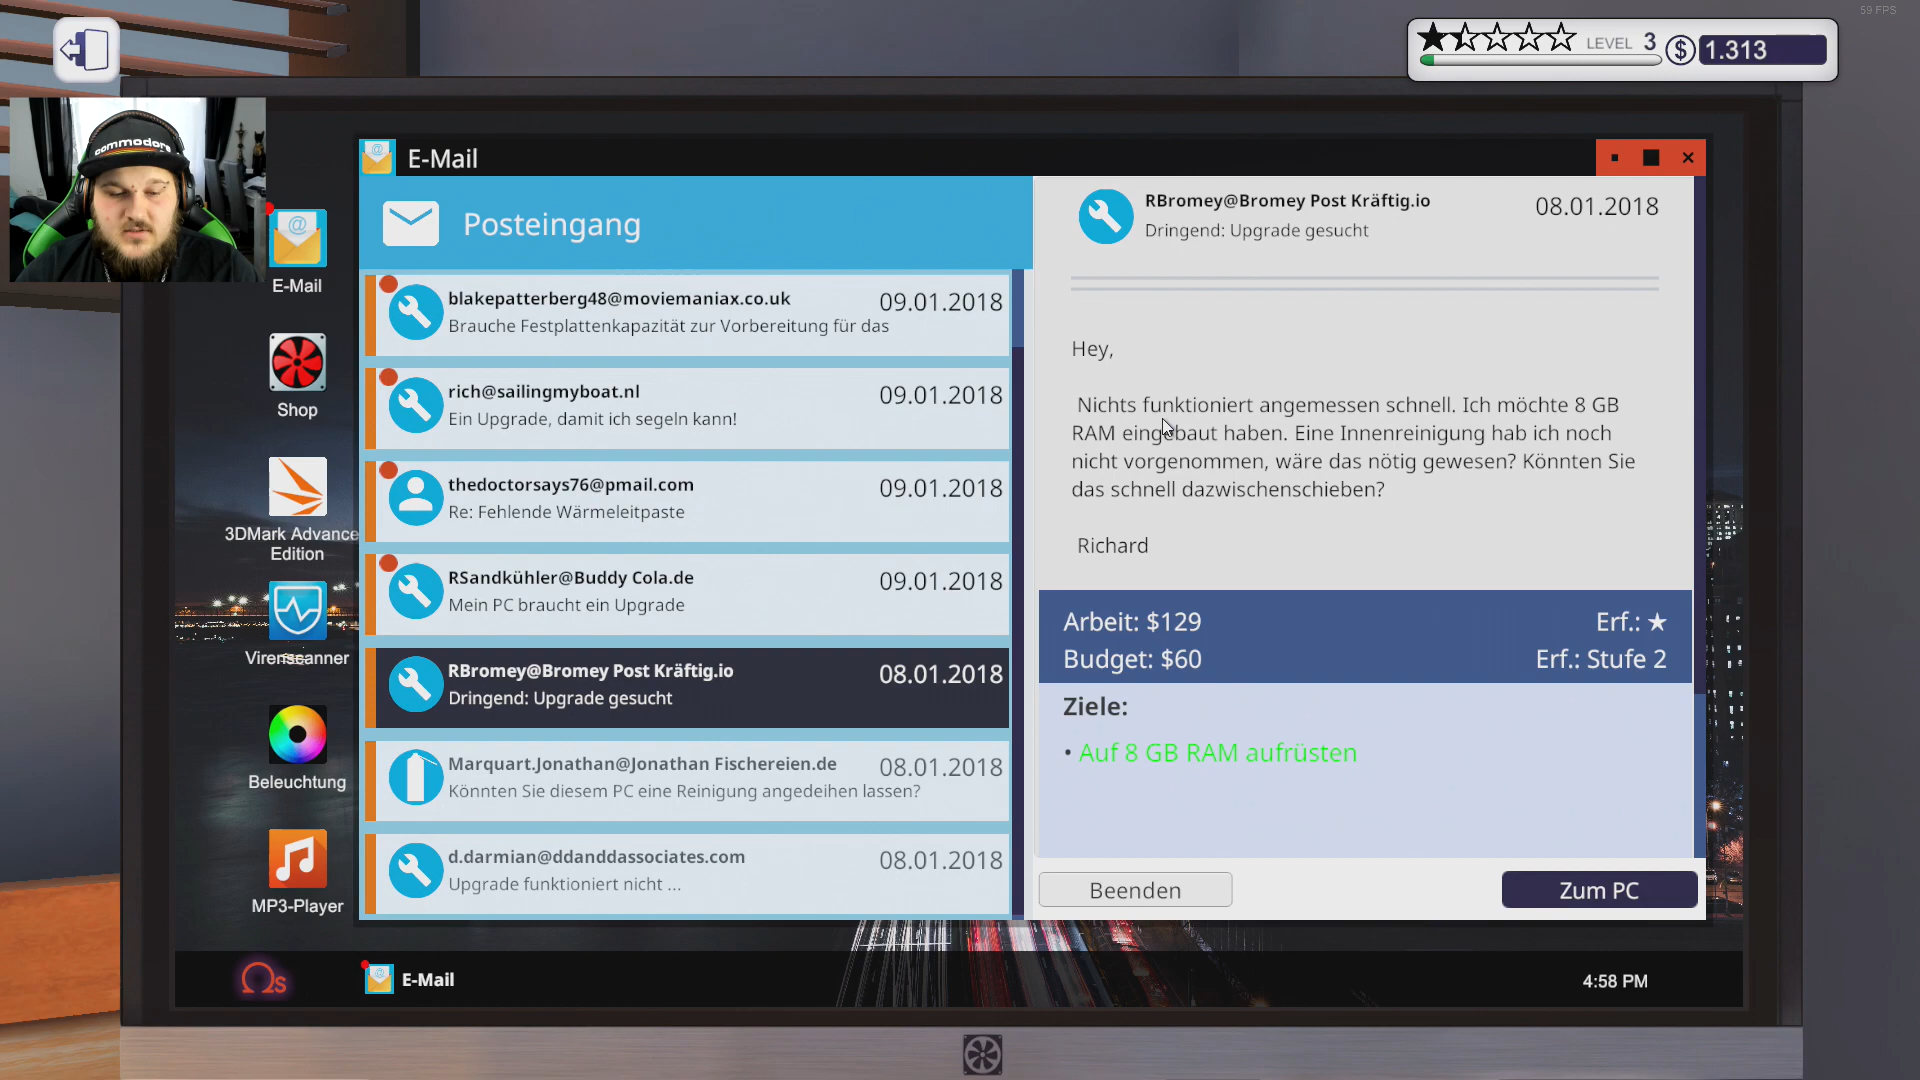 59 FPS
LEVEL 3
$ 1.313
commodore
E-Mail
Posteingang
blakepatterberg48@moviemaniax.co.uk 09.01.2018
Brauche Festplattenkapazität zur Vorbereitung für das
rich@sailingmyboat.nl 09.01.2018
Ein Upgrade, damit ich segeln kann!
thedoctorsays76@pmail.com 09.01.2018
Re: Fehlende Wärmeleitpaste
RSandkühler@Buddy Cola.de 09.01.2018
Mein PC braucht ein Upgrade
RBromey@Bromey Post Kräftig.io 08.01.2018
Dringend: Upgrade gesucht
Marquart.Jonathan@Jonathan Fischereien.de 08.01.2018
Könnten Sie diesem PC eine Reinigung angedeihen lassen?
d.darmian@ddanddassociates.com 08.01.2018
Upgrade funktioniert nicht ...
RBromey@Bromey Post Kräftig.io 08.01.2018
Dringend: Upgrade gesucht
Hey,
Nichts funktioniert angemessen schnell. Ich möchte 8 GB
RAM eingebaut haben. Eine Innenreinigung hab ich noch
nicht vorgenommen, wäre das nötig gewesen? Könnten Sie
das schnell dazwischenschieben?
Richard
Arbeit: $129 Erf.: ★
Budget: $60 Erf.: Stufe 2
Ziele:
• Auf 8 GB RAM aufrüsten
Beenden
Zum PC
E-Mail
Shop
3DMark Advance
Edition
Virenscanner
Beleuchtung
MP3-Player
Ωs
E-Mail
4:58 PM